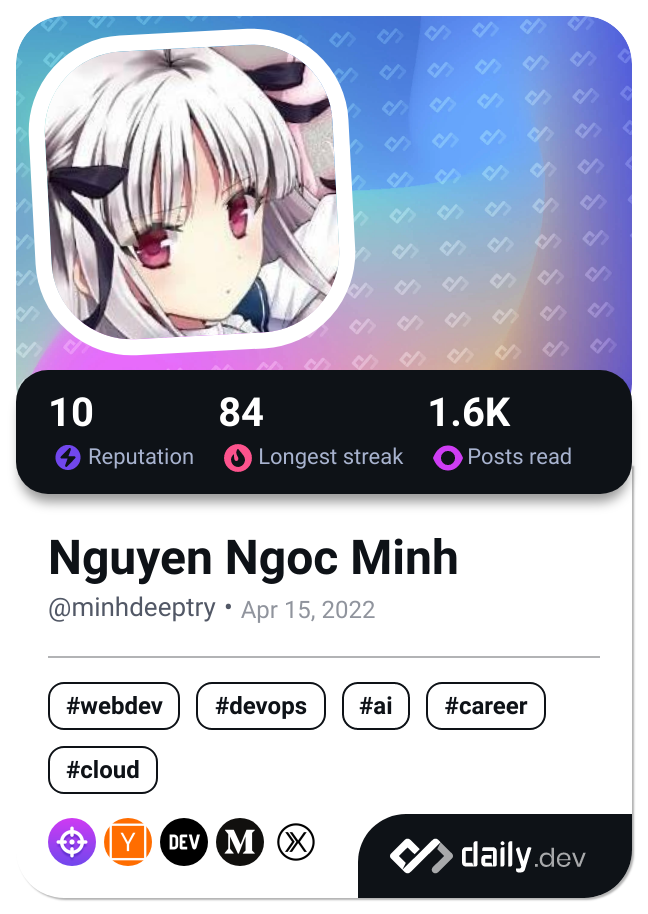 10 84 1.6K
Reputation Longest streak Posts read
Nguyen Ngoc Minh
@minhdeeptry • Apr 15, 2022
#webdev #devops #ai #career
#cloud
Y DEV M X
daily.dev